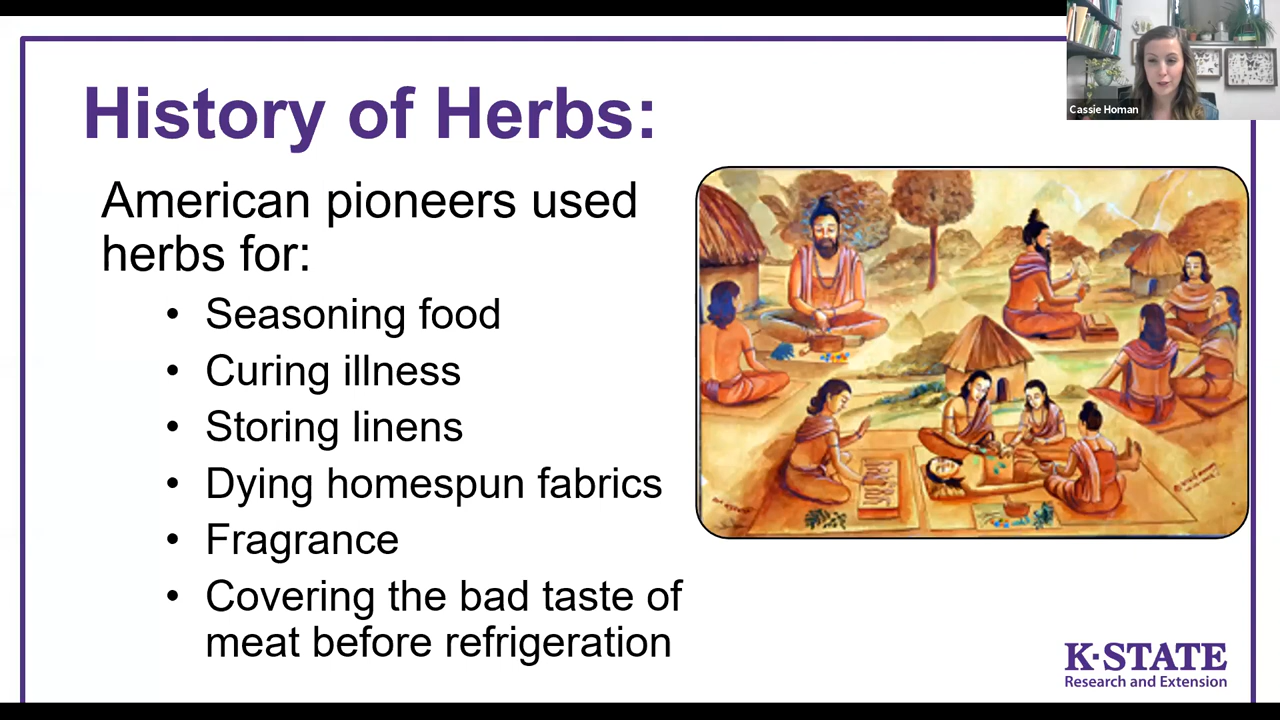 Cassie Homan
History of Herbs:
American pioneers used
herbs for:
• Seasoning food
• Curing illness
• Storing linens
• Dying homespun fabrics
• Fragrance
• Covering the bad taste of
meat before refrigeration
K·STATE
Research and Extension